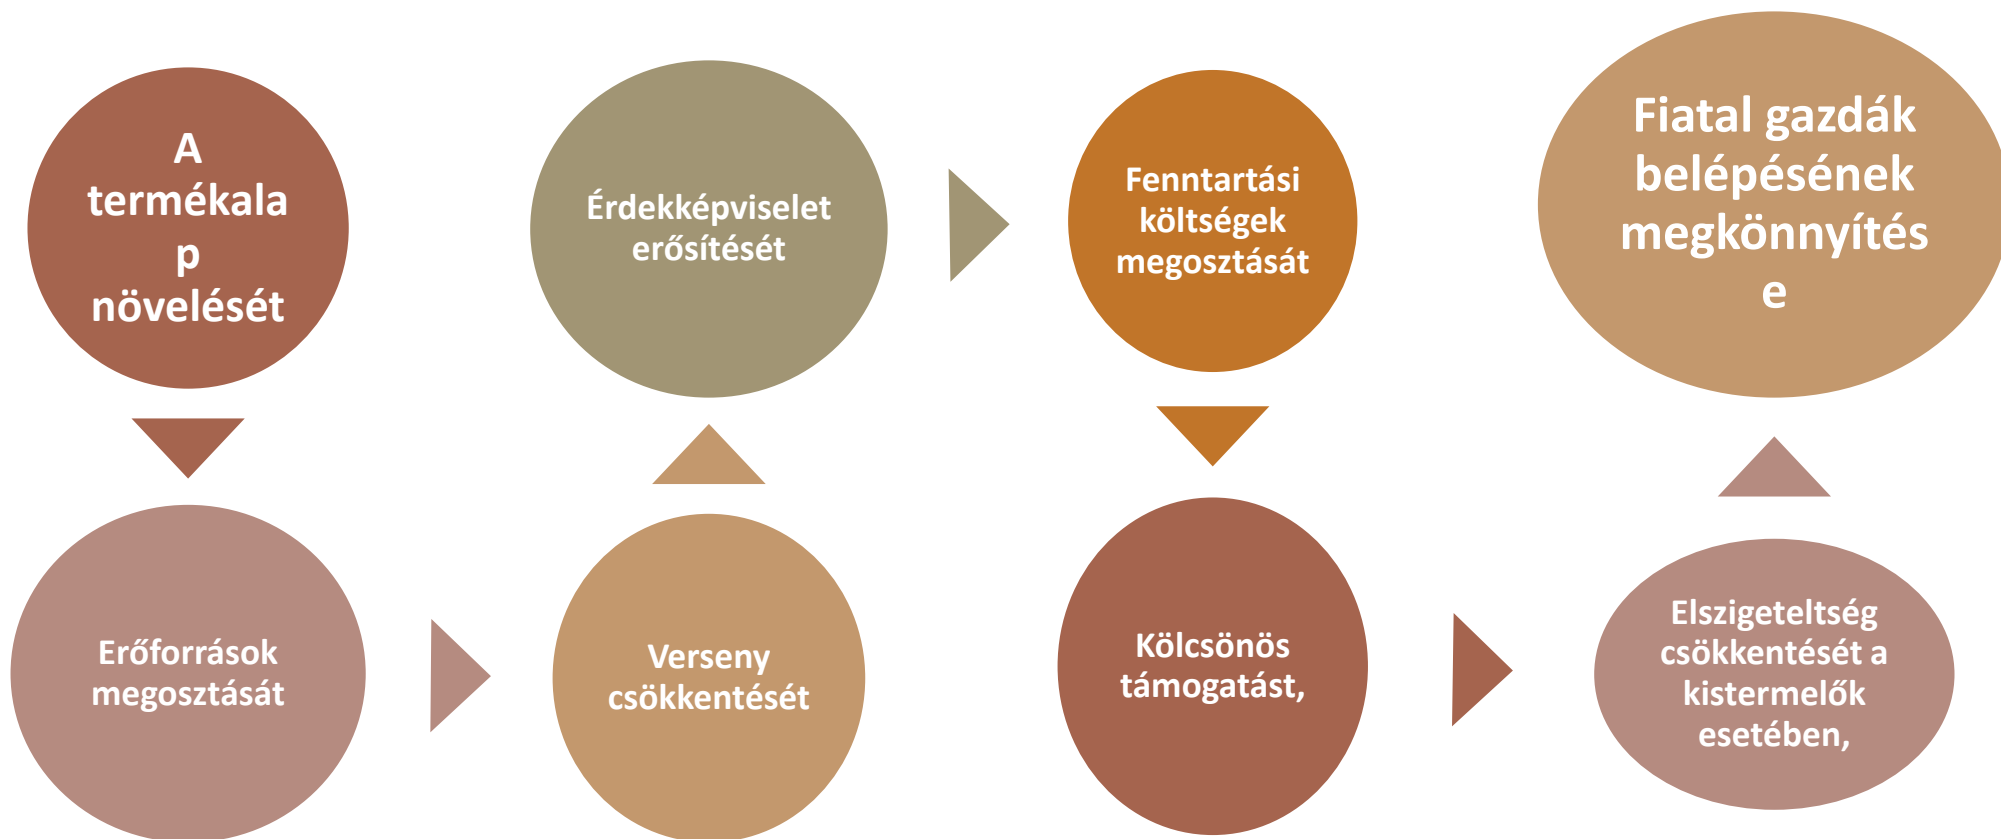 A
termékala
p
növelését
Erőforrások
megosztását
Verseny
csökkentését
Érdekképviselet
erősítését
Fenntartási
költségek
megosztását
Kölcsönös
támogatást,
Elszigeteltség
csökkentését a
kistermelők
esetében,
Fiatal gazdák
belépésének
megkönnyítés
e